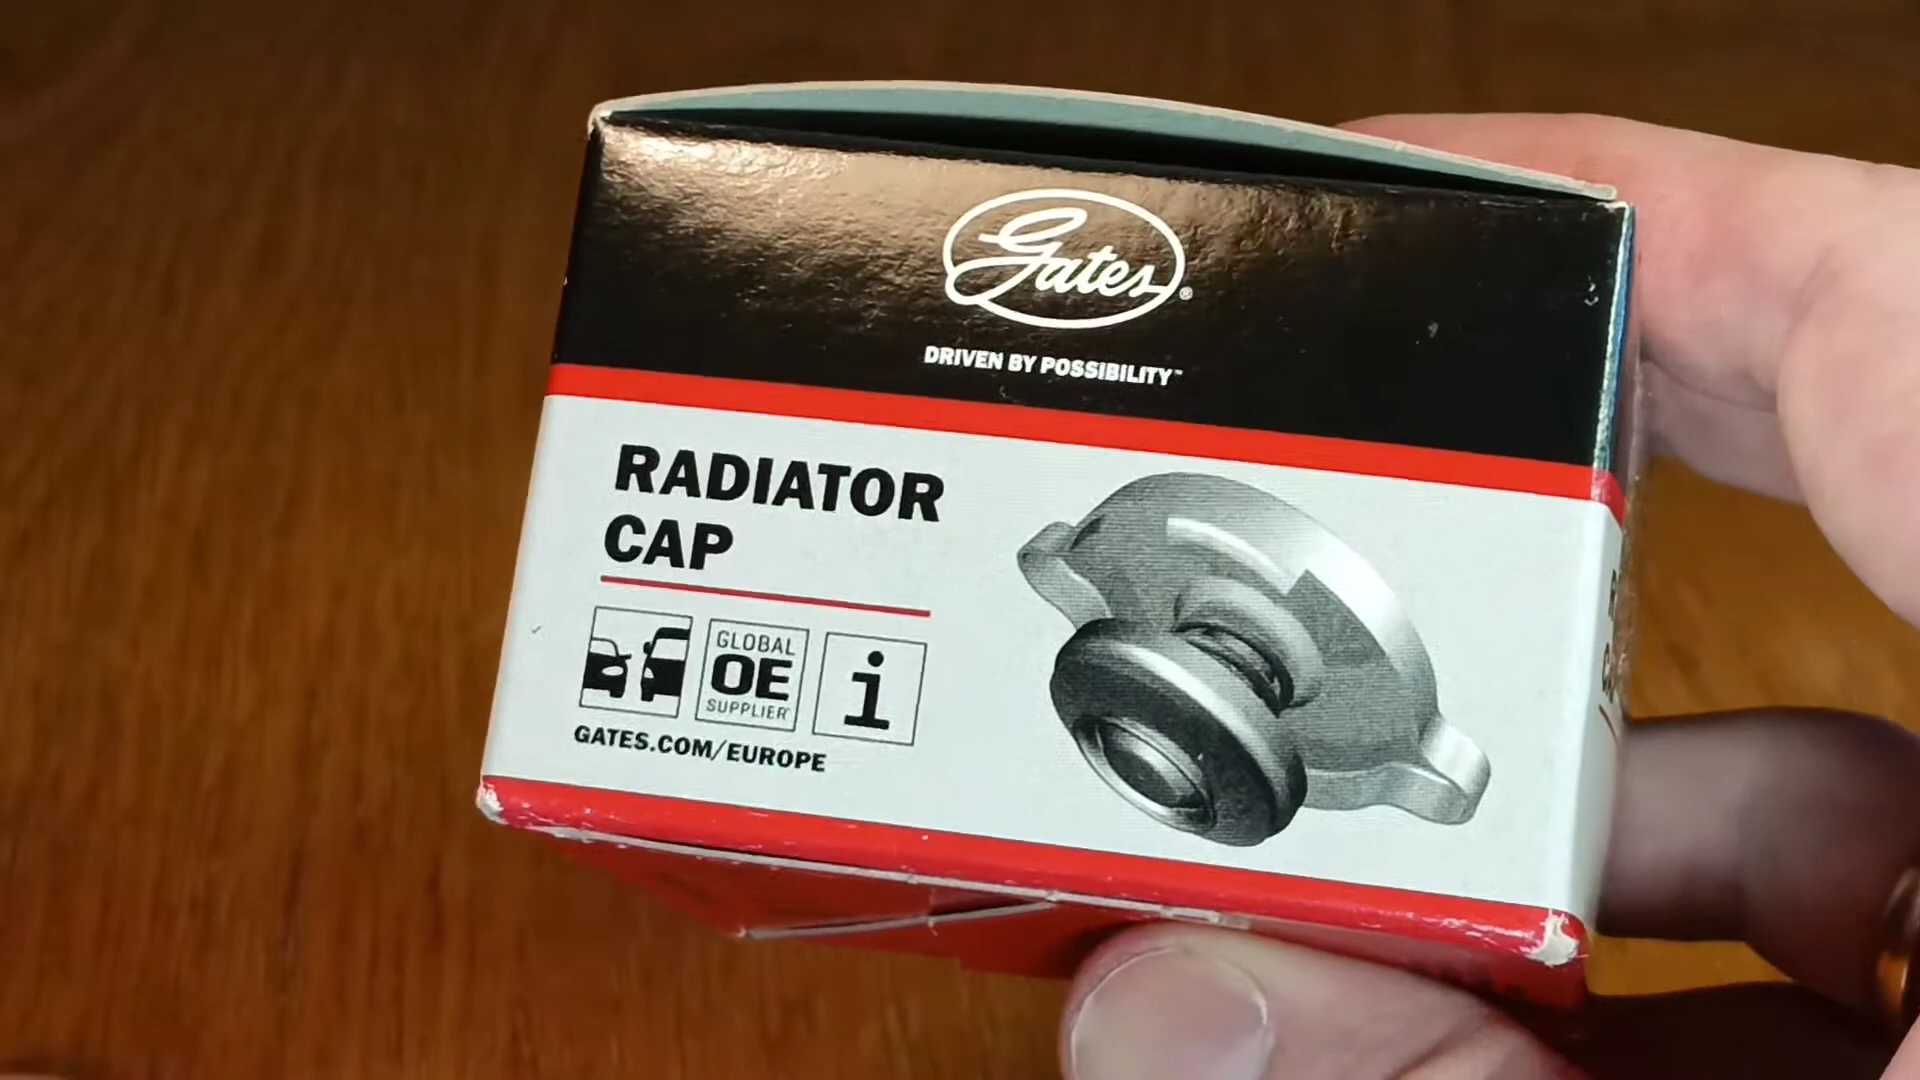 Gates®
DRIVEN BY POSSIBILITY™
RADIATOR
CAP
GLOBAL
OE
SUPPLIER
i
GATES.COM/EUROPE